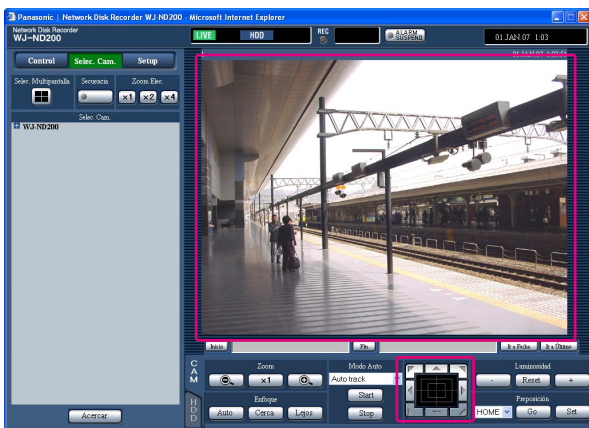 Panasonic | Network Disk Recorder WJ-ND200 - Microsoft Internet Explorer
Network Disk Recorder
WJ-ND200
LIVE
HDD
REC
ALARM
SUSPEND
01.JAN.07 1:03
Control
Selec. Cam.
Setup
Selec. Multipantalla
Secuencia
Zoom Elec.
x1
x2
x4
Selec. Cam.
WJ-ND200
Inicio
Fin
Ir a Fecha
Ir a Último
CAM
HDD
Zoom
x1
Enfoque
Auto
Cerca
Lejos
Modo Auto
Auto track
Start
Stop
Luminosidad
-
Reset
+
Preposición
HOME
Go
Set
Acercar